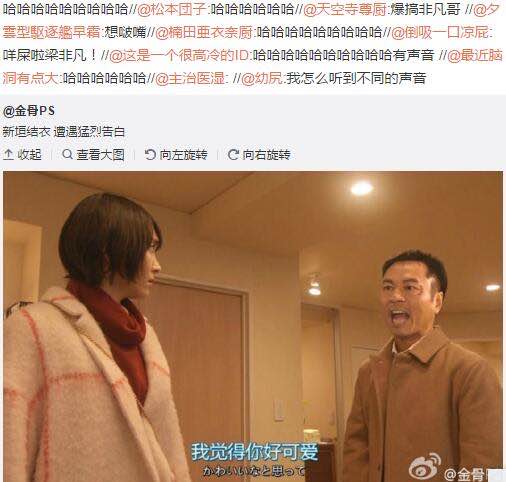 哈哈哈哈哈哈哈哈哈//@松本团子:哈哈哈哈哈哈//@天空寺尊厨:爆搞非凡哥 //@夕
雲型駆逐艦早霜:想啵嘴//@楠田亜衣亲厨:哈哈哈哈哈哈哈哈哈//@倒吸一口凉屁:
咩屎啦梁非凡！//@这是一个很高冷的ID:哈哈哈哈哈哈哈哈哈哈有声音 //@最近脑
洞有点大:哈哈哈哈哈哈//@主治医湿: //@幼尻:我怎么听到不同的声音
@金骨PS
新垣结衣 遭遇猛烈告白
收起 查看大图 向左旋转 向右旋转
我觉得你好可爱
かわいいなと思って
@金骨P